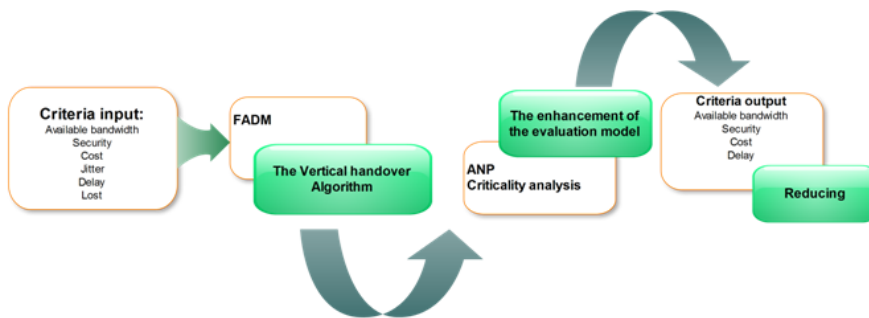 Criteria input:
Available bandwidth
Security
Cost
Jitter
Delay
Lost
FADM
The Vertical handover
Algorithm
The enhancement of
the evaluation model
ANP
Criticality analysis
Criteria output
Available bandwidth
Security
Cost
Delay
Reducing